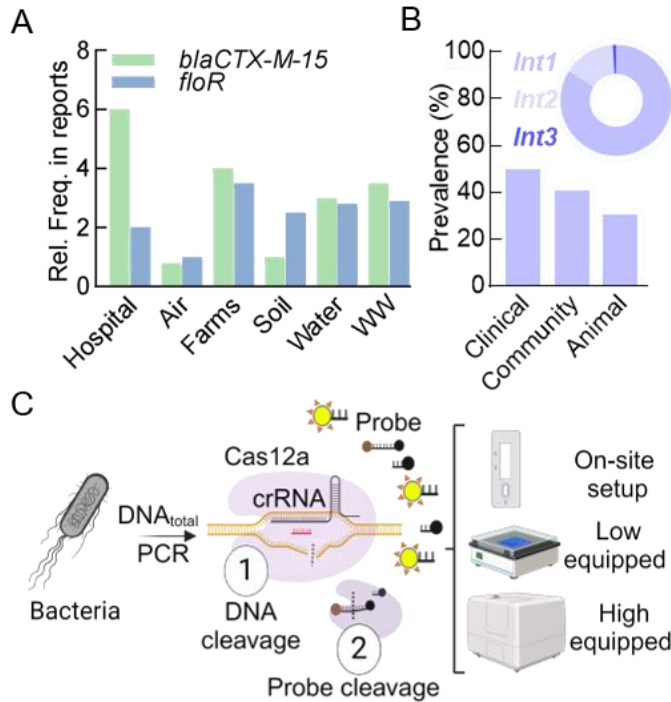 A
blaCTX-M-15
floR
Rel. Freq. in reports
8
6
4
2
0
Hospital
Air
Farms
Soil
Water
WW
B
Prevalence (%)
100
80
60
40
20
0
Int1
Int2
Int3
Clinical
Community
Animal
C
Bacteria
DNAtotal
PCR
Cas12a
crRNA
Probe
1
DNA
cleavage
2
Probe cleavage
On-site
setup
Low
equipped
High
equipped